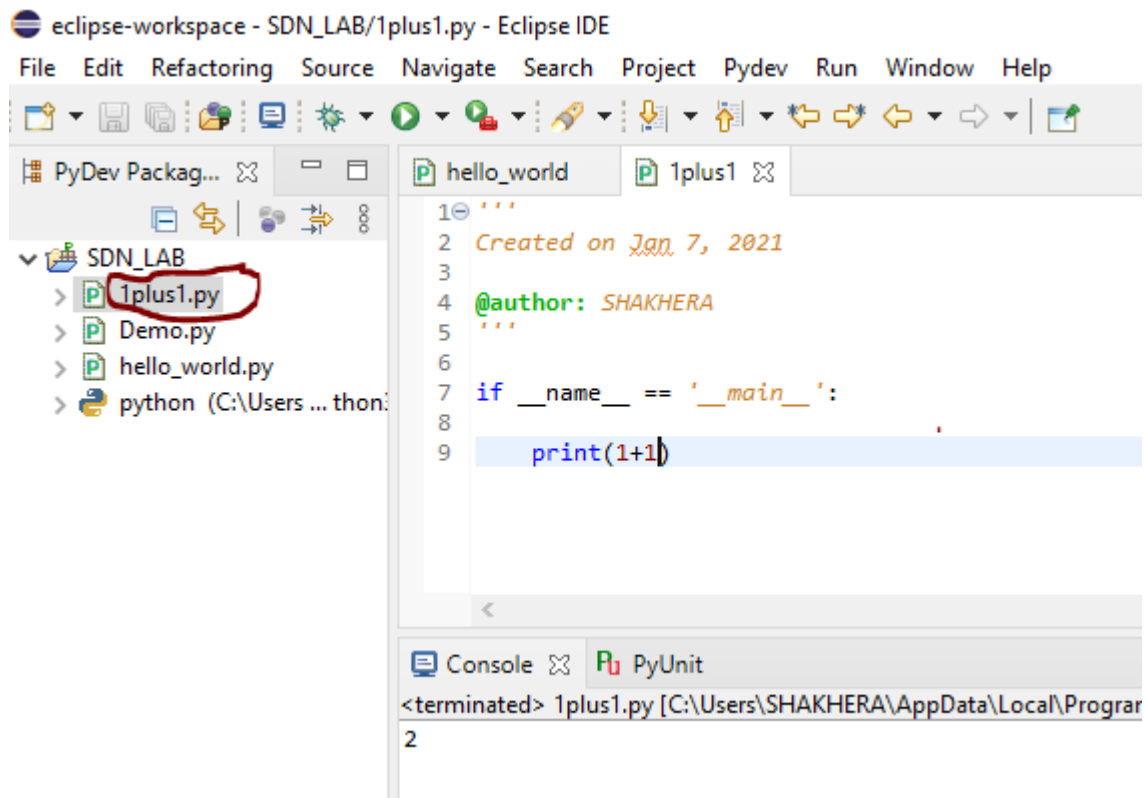 eclipse-workspace - SDN_LAB/1plus1.py - Eclipse IDE
File Edit Refactoring Source Navigate Search Project Pydev Run Window Help
PyDev Packag...
SDN_LAB
1plus1.py
Demo.py
hello_world.py
python (C:\Users ... thon3
hello_world 1plus1
1 '''
2 Created on Jan 7, 2021
3
4 @author: SHAKHERA
5 '''
6
7 if __name__ == '__main__':
8
9 print(1+1)
Console PyUnit
<terminated> 1plus1.py [C:\Users\SHAKHERA\AppData\Local\Program
2